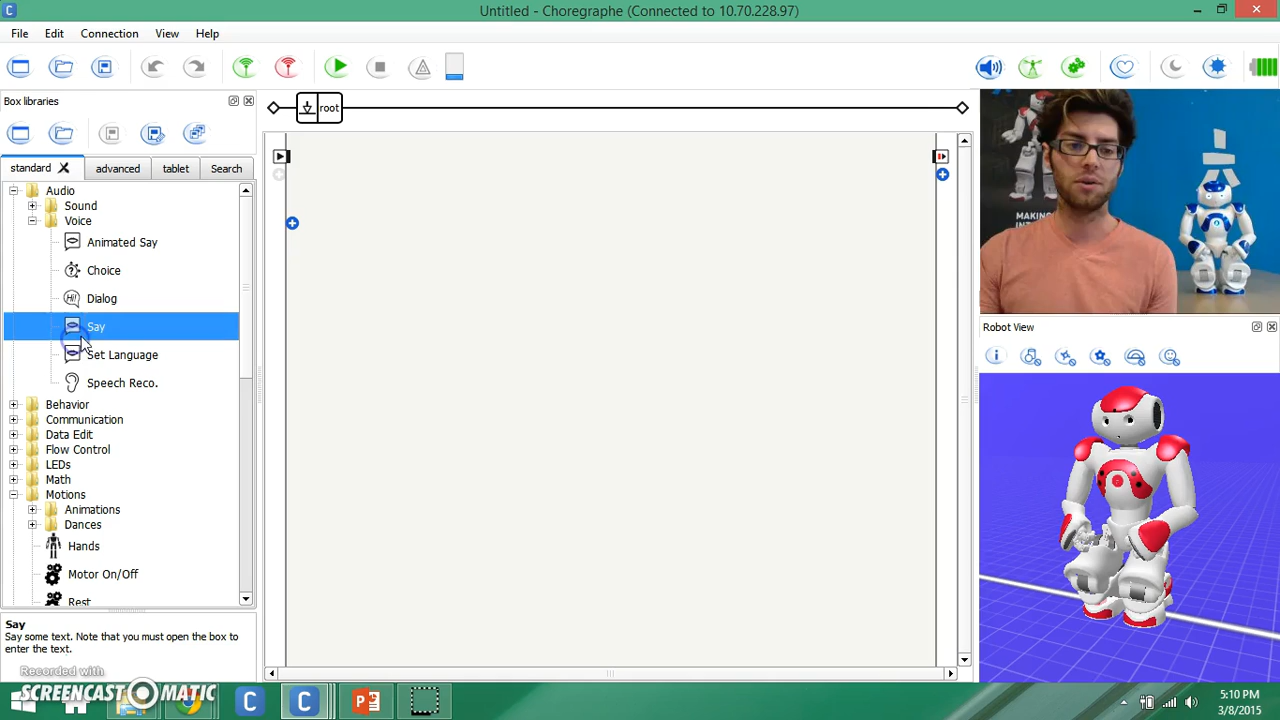 Untitled - Choregraphe (Connected to 10.70.228.97)
File Edit Connection View Help
Box libraries
root
standard advanced tablet Search
Audio
Sound
Voice
Animated Say
Choice
Dialog
Say
Set Language
Speech Reco.
Behavior
Communication
Data Edit
Flow Control
LEDs
Math
Motions
Animations
Dances
Hands
Motor On/Off
Rest
Say
Say some text. Note that you must open the box to
enter the text.
MAKING
Robot View
Recorded with
SCREENCAST-O-MATIC
5:10 PM
3/8/2015